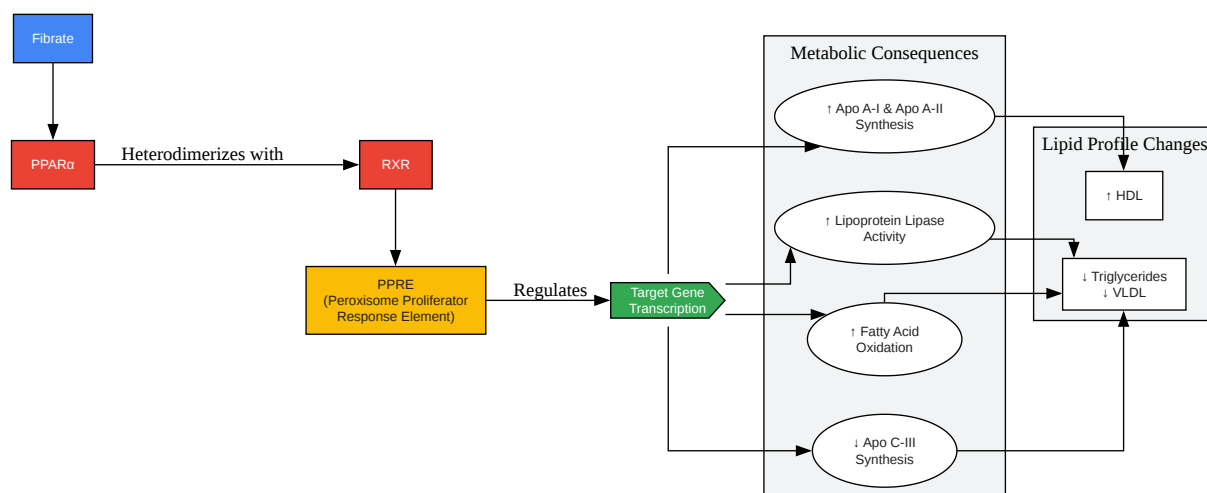 Fibrate
PPARα
Heterodimerizes with
RXR
PPRE
(Peroxisome Proliferator
Response Element)
Regulates
Target Gene
Transcription
Metabolic Consequences
↑ Apo A-I & Apo A-II
Synthesis
↑ Lipoprotein Lipase
Activity
↑ Fatty Acid
Oxidation
↓ Apo C-III
Synthesis
Lipid Profile Changes
↑ HDL
↓ Triglycerides
↓ VLDL